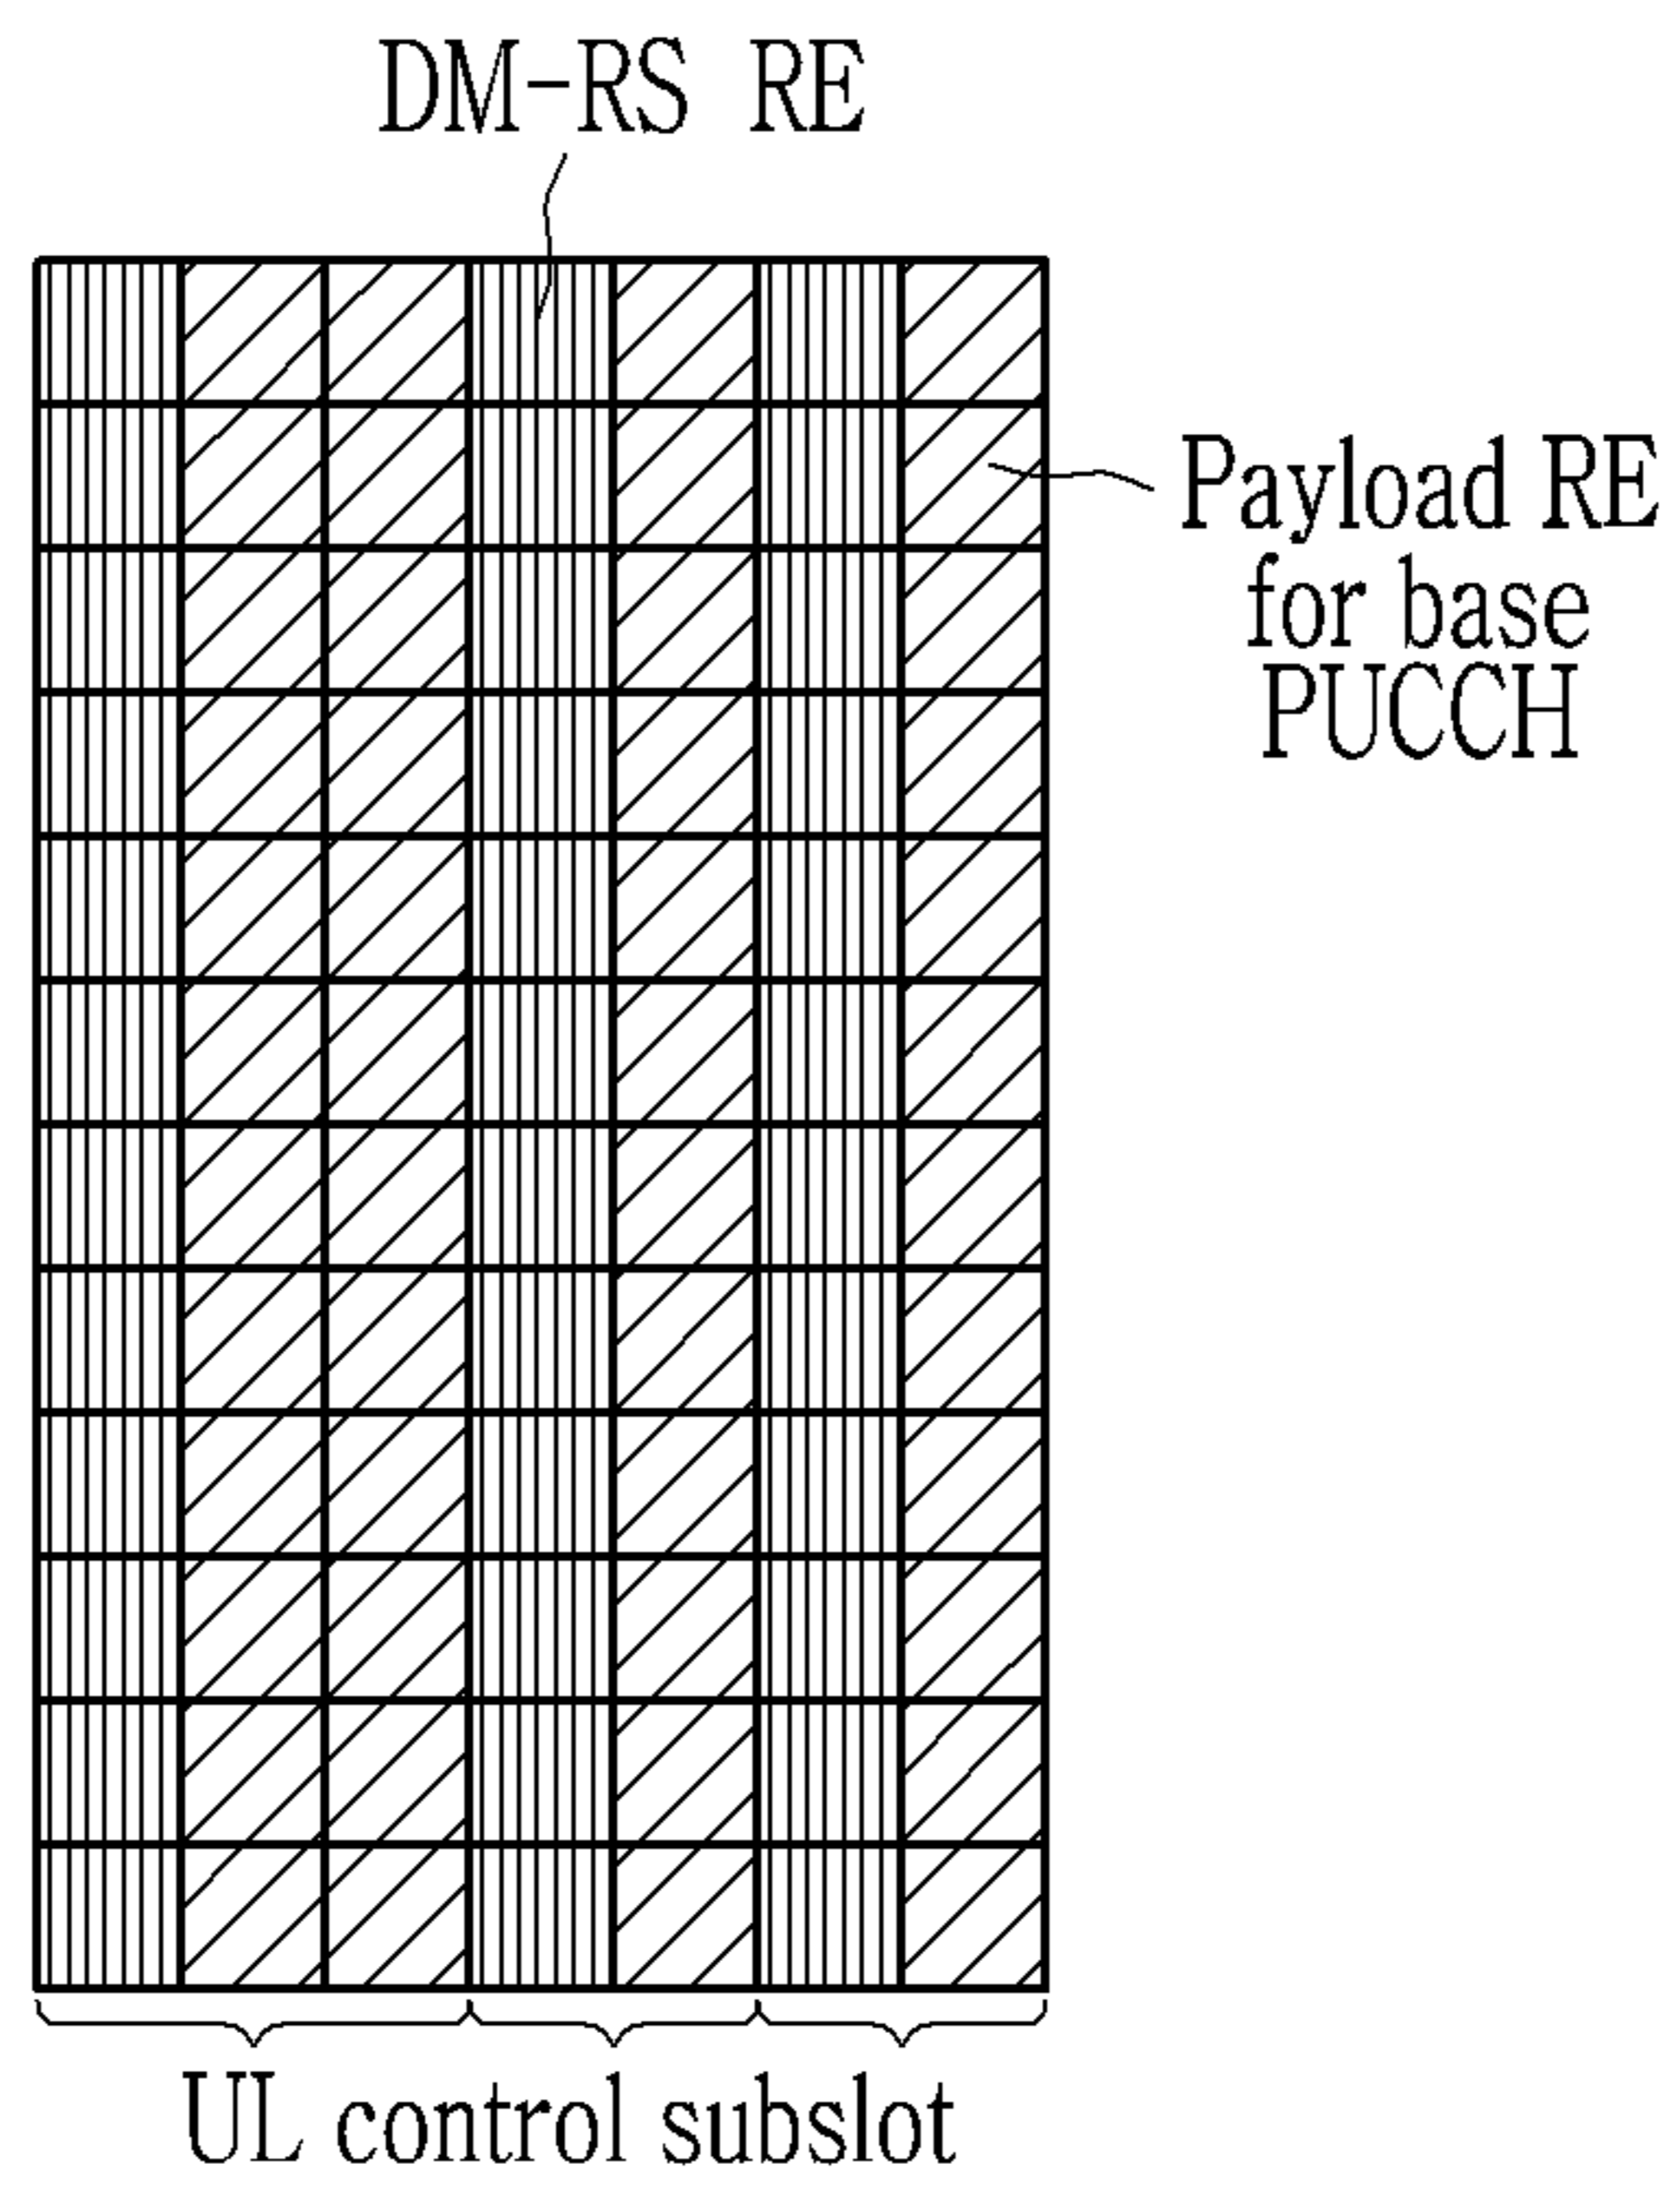 DM-RS RE
Payload RE
for base
PUCCH
UL control subslot